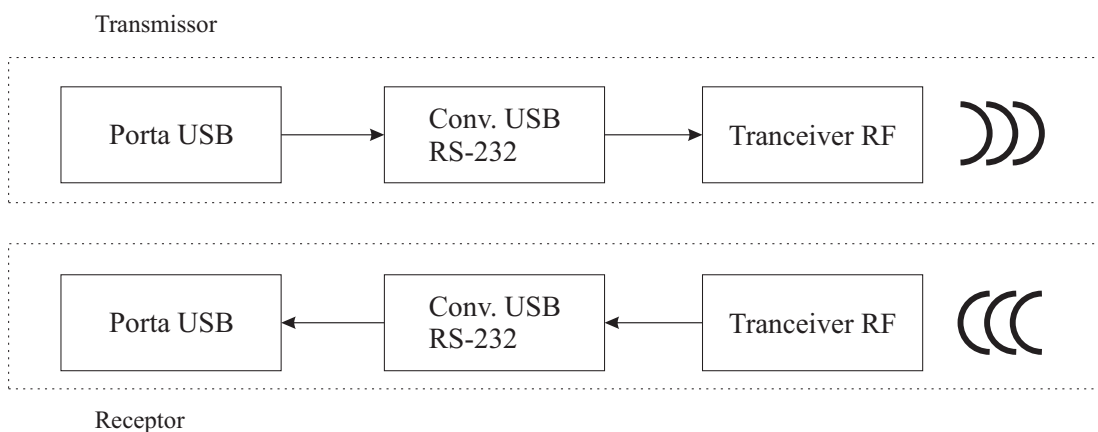 Transmissor
Porta USB
Conv. USB
RS-232
Tranceiver RF
Porta USB
Conv. USB
RS-232
Tranceiver RF
Receptor